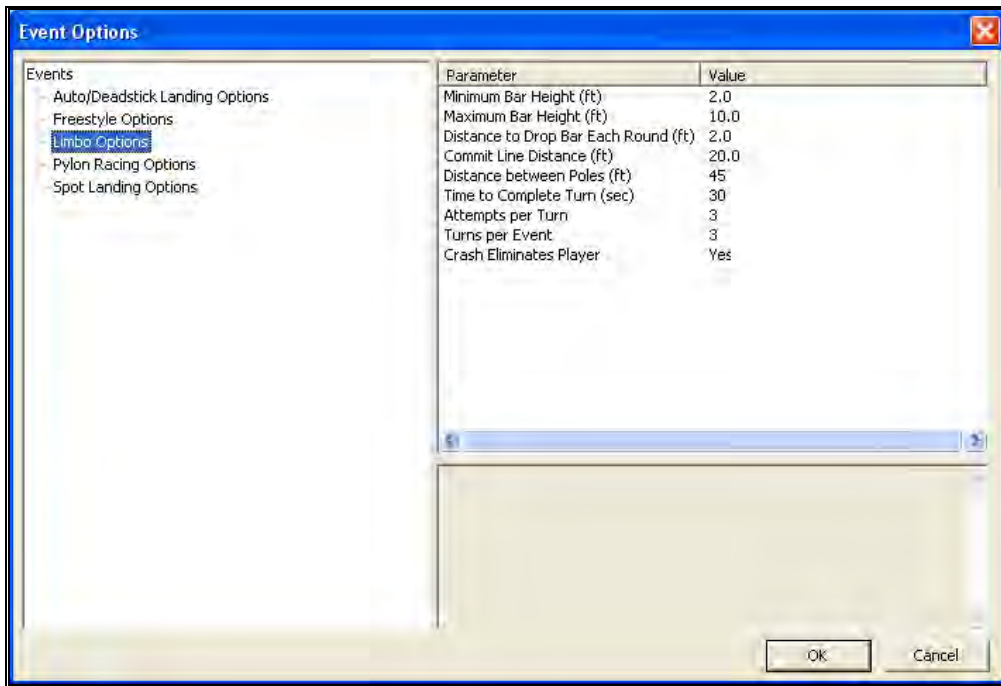 Event Options
Events
Auto/Deadstick Landing Options
Freestyle Options
Limbo Options
Pylon Racing Options
Spot Landing Options
Parameter Value
Minimum Bar Height (ft) 2.0
Maximum Bar Height (ft) 10.0
Distance to Drop Bar Each Round (ft) 2.0
Commit Line Distance (ft) 20.0
Distance between Poles (ft) 45
Time to Complete Turn (sec) 30
Attempts per Turn 3
Turns per Event 3
Crash Eliminates Player Yes
OK Cancel